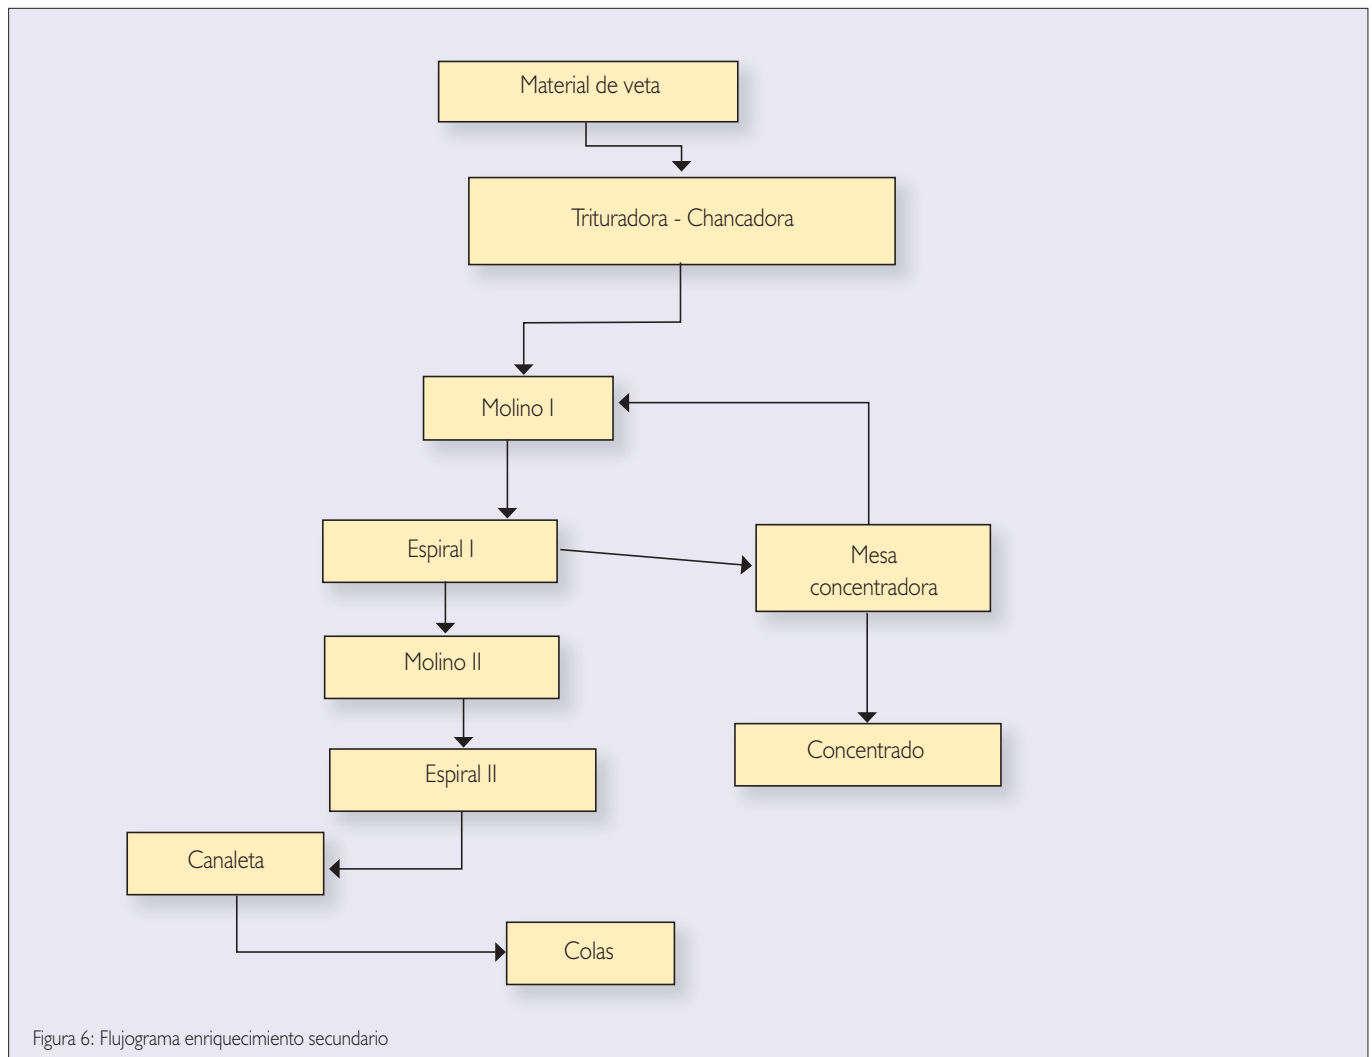 Material de veta
Trituradora - Chancadora
Molino I
Espiral I
Mesa
concentradora
Molino II
Concentrado
Espiral II
Canaleta
Colas
Figura 6: Flujograma enriquecimiento secundario